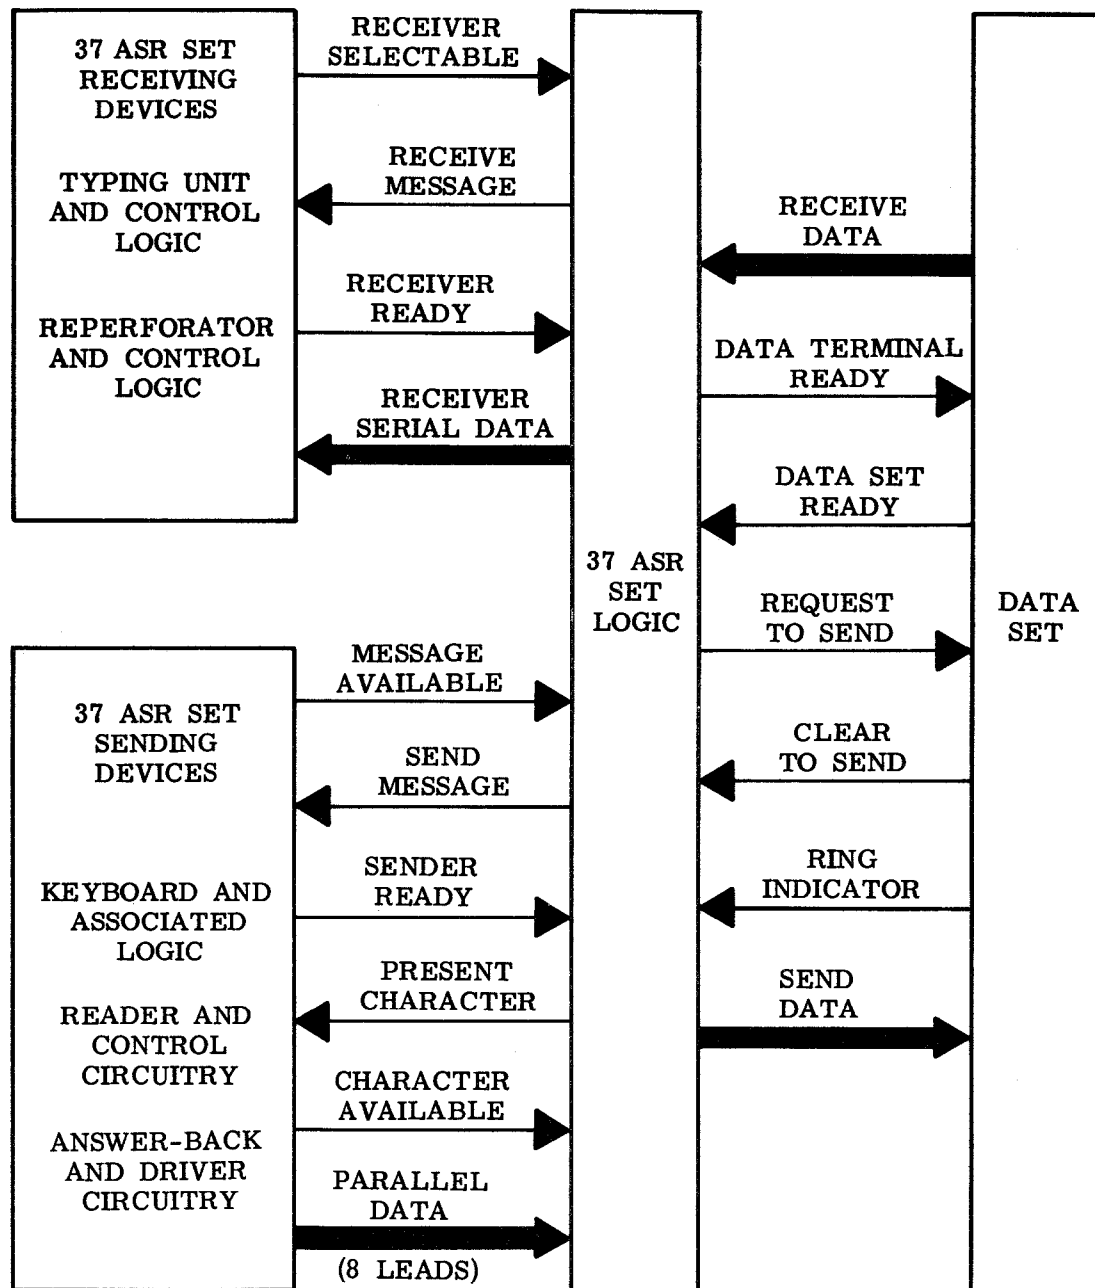 37 ASR SET
RECEIVING
DEVICES
TYPING UNIT
AND CONTROL
LOGIC
REPERFORATOR
AND CONTROL
LOGIC
RECEIVER
SELECTABLE
RECEIVE
MESSAGE
RECEIVER
READY
RECEIVER
SERIAL DATA
37 ASR SET
SENDING
DEVICES
KEYBOARD AND
ASSOCIATED
LOGIC
READER AND
CONTROL
CIRCUITRY
ANSWER-BACK
AND DRIVER
CIRCUITRY
MESSAGE
AVAILABLE
SEND
MESSAGE
SENDER
READY
PRESENT
CHARACTER
CHARACTER
AVAILABLE
PARALLEL
DATA
(8 LEADS)
37 ASR
SET
LOGIC
RECEIVE
DATA
DATA TERMINAL
READY
DATA SET
READY
REQUEST
TO SEND
CLEAR
TO SEND
RING
INDICATOR
SEND
DATA
DATA
SET